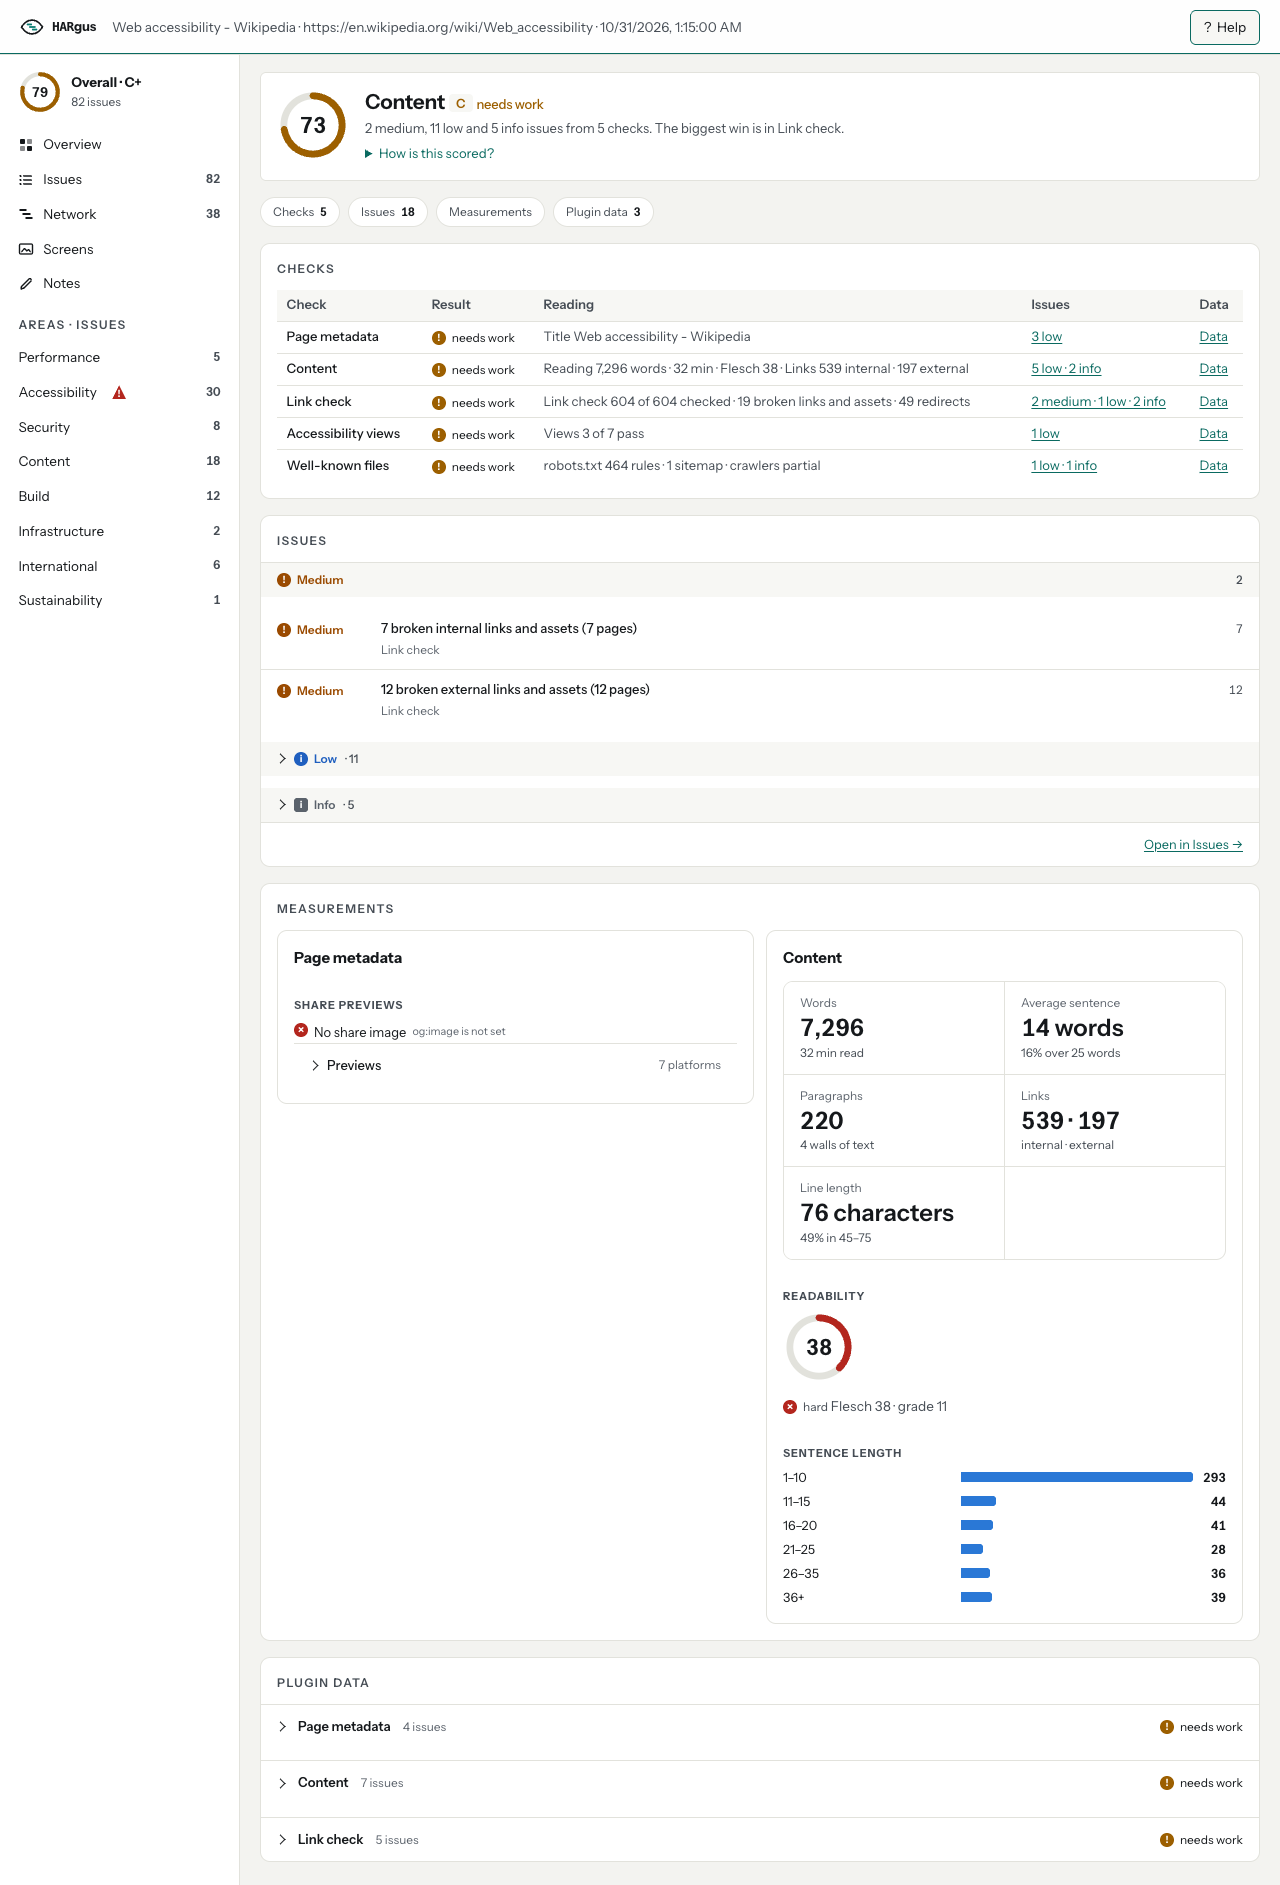 HARgus Web accessibility - Wikipedia · https://en.wikipedia.org/wiki/Web_accessibility · 10/31/2026, 1:15:00 AM ? Help
79 Overall · C+
82 issues
Overview
Issues 82
Network 38
Screens
Notes
AREAS · ISSUES
Performance 5
Accessibility 30
Security 8
Content 18
Build 12
Infrastructure 2
International 6
Sustainability 1
73
Content C needs work
2 medium, 11 low and 5 info issues from 5 checks. The biggest win is in Link check.
How is this scored?
Checks 5 Issues 18 Measurements Plugin data 3
CHECKS
Check Result Reading Issues Data
Page metadata needs work Title Web accessibility - Wikipedia 3 low Data
Content needs work Reading 7,296 words · 32 min · Flesch 38 · Links 539 internal · 197 external 5 low · 2 info Data
Link check needs work Link check 604 of 604 checked · 19 broken links and assets · 49 redirects 2 medium · 1 low · 2 info Data
Accessibility views needs work Views 3 of 7 pass 1 low Data
Well-known files needs work robots.txt 464 rules · 1 sitemap · crawlers partial 1 low · 1 info Data
ISSUES
Medium 2
Medium 7 broken internal links and assets (7 pages) 7
Link check
Medium 12 broken external links and assets (12 pages) 12
Link check
Low · 11
Info · 5
Open in Issues →
MEASUREMENTS
Page metadata
SHARE PREVIEWS
No share image og:image is not set
Previews 7 platforms
Content
Words
7,296
32 min read
Average sentence
14 words
16% over 25 words
Paragraphs
220
4 walls of text
Links
539 · 197
internal · external
Line length
76 characters
49% in 45–75
READABILITY
38
hard Flesch 38 · grade 11
SENTENCE LENGTH
1–10 293
11–15 44
16–20 41
21–25 28
26–35 36
36+ 39
PLUGIN DATA
Page metadata 4 issues needs work
Content 7 issues needs work
Link check 5 issues needs work